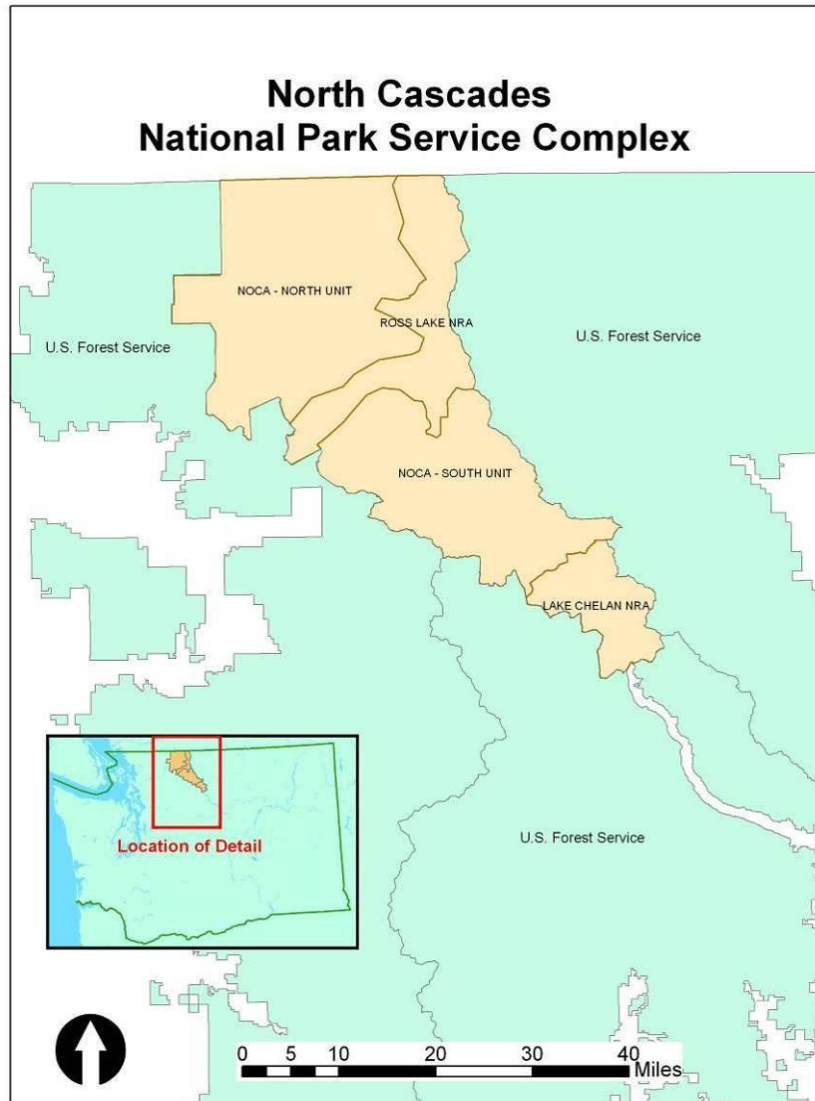 North Cascades
National Park Service Complex
NOCA - NORTH UNIT
ROSS LAKE NRA
U.S. Forest Service
U.S. Forest Service
NOCA - SOUTH UNIT
LAKE CHELAN NRA
Location of Detail
U.S. Forest Service
0 5 10 20 30 40
Miles